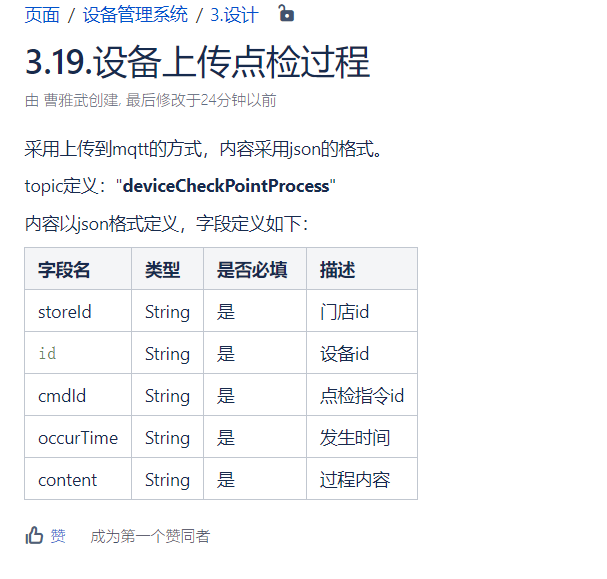 页面 / 设备管理系统 / 3.设计
3.19.设备上传点检过程
由 曹雅武创建, 最后修改于24分钟以前
采用上传到mqtt的方式，内容采用json的格式。
topic定义："deviceCheckPointProcess"
内容以json格式定义，字段定义如下：
字段名 类型 是否必填 描述
storeId String 是 门店id
id String 是 设备id
cmdId String 是 点检指令id
occurTime String 是 发生时间
content String 是 过程内容
赞 成为第一个赞同者